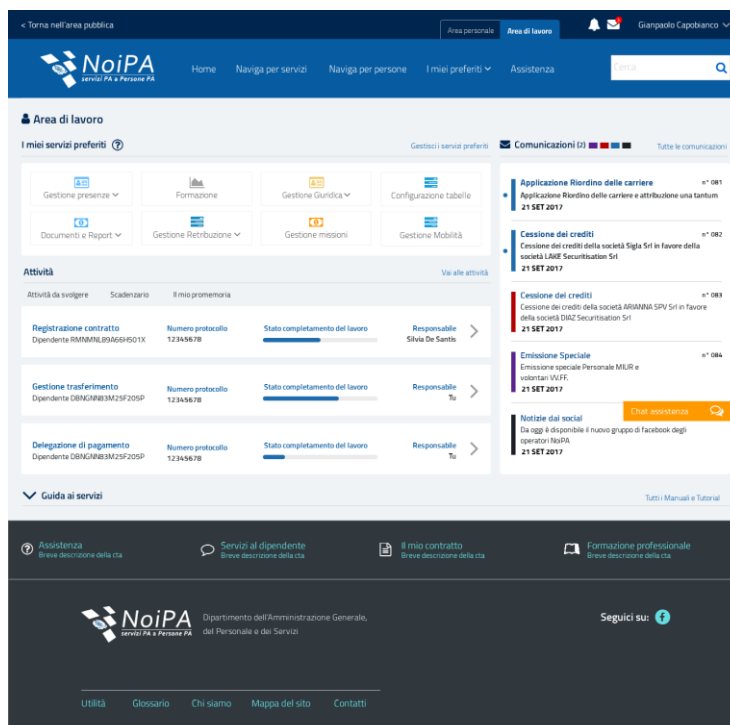 < Torna nell'area pubblica
Area personale
Area di lavoro
Gianpaolo Capobianco
NoiPA
servizi PA a Persone PA
Home
Naviga per servizi
Naviga per persone
I miei preferiti
Assistenza
Cerca
Area di lavoro
I miei servizi preferiti ?
Gestisci i servizi preferiti
Gestione presenze
Formazione
Gestione Giuridica
Configurazione tabelle
Documenti e Report
Gestione Retribuzione
Gestione missioni
Gestione Mobilità
Attività
Vai alle attività
Attività da svolgere
Scadenzario
Il mio promemoria
Registrazione contratto
Dipendente RMNMNL89A66H501X
Numero protocollo
12345678
Stato completamento del lavoro
Responsabile
Silvia De Santis
Gestione trasferimento
Dipendente DBNGNN83M25F205P
Numero protocollo
12345678
Stato completamento del lavoro
Responsabile
Tu
Delegazione di pagamento
Dipendente DBNGNN83M25F205P
Numero protocollo
12345678
Stato completamento del lavoro
Responsabile
Tu
Comunicazioni (2)
Tutte le comunicazioni
Applicazione Riordino delle carriere n° 081
Applicazione Riordino delle carriere e attribuzione una tantum
21 SET 2017
Cessione dei crediti n° 082
Cessione dei crediti della società Sigla Srl in favore della
società LAKE Securitisation Srl
21 SET 2017
Cessione dei crediti n° 083
Cessione dei crediti della società ARIANNA SPV Srl in favore
della società DIAZ Securitisation Srl
21 SET 2017
Emissione Speciale n° 084
Emissione speciale Personale MIUR e
volontari VV.FF.
21 SET 2017
Chat assistenza
Notizie dai social
Da oggi è disponibile il nuovo gruppo di facebook degli
operatori NoiPA
21 SET 2017
Guida ai servizi
Tutti i Manuali e Tutorial
Assistenza
Breve descrizione della cta
Servizi al dipendente
Breve descrizione della cta
Il mio contratto
Breve descrizione della cta
Formazione professionale
Breve descrizione della cta
NoiPA
servizi PA a Persone PA
Dipartimento dell'Amministrazione Generale,
del Personale e dei Servizi
Seguici su:
Utilità
Glossario
Chi siamo
Mappa del sito
Contatti